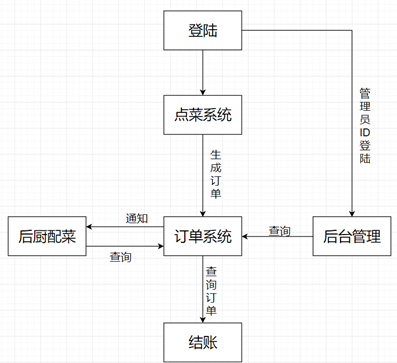 登陆
管理员ID登陆
点菜系统
生成订单
后厨配菜
通知
查询
订单系统
查询
后台管理
查询订单
结账